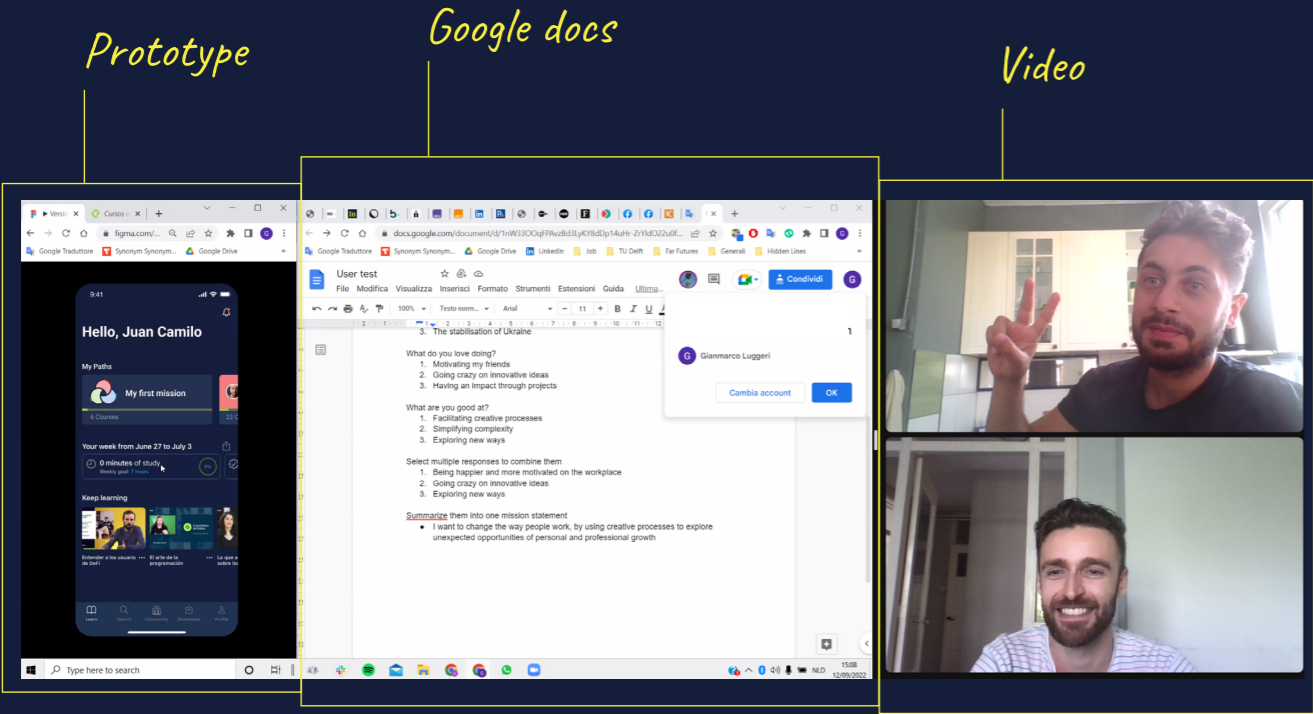 Prototype
Google docs
Video
Versio
Cursos d
figma.com/...
Google Traduttore
Synonym Synonym...
Google Drive
»
9:41
Hello, Juan Camilo
My Paths
My first mission
6 Courses
23 C
Your week from June 27 to July 3
0 minutes of study
Weekly goal: 7 hours
0%
Keep learning
Entender a los usuario ··· El arte de la ··· Lo que a
de DeFi programación sobre los
Learn Search Community Downloads Profile
Type here to search
docs.google.com/document/d/
Google Traduttore Synonym Synonym... Google Drive LinkedIn Job TU Delft Far Futures Generali Hidden Lines »
User test
File Modifica Visualizza Inserisci Formato Strumenti Estensioni Guida Ultima...
Condividi
G
100% Testo norm... Arial − 11 + B I U A
3. The stabilisation of Ukraine
1
G Gianmarco Luggeri
Cambia account OK
What do you love doing?
1. Motivating my friends
2. Going crazy on innovative ideas
3. Having an impact through projects
What are you good at?
1. Facilitating creative processes
2. Simplifying complexity
3. Exploring new ways
Select multiple responses to combine them
1. Being happier and more motivated on the workplace
2. Going crazy on innovative ideas
3. Exploring new ways
Summarize them into one mission statement
● I want to change the way people work, by using creative processes to explore
unexpected opportunities of personal and professional growth
NLD
15:08
12/09/2022